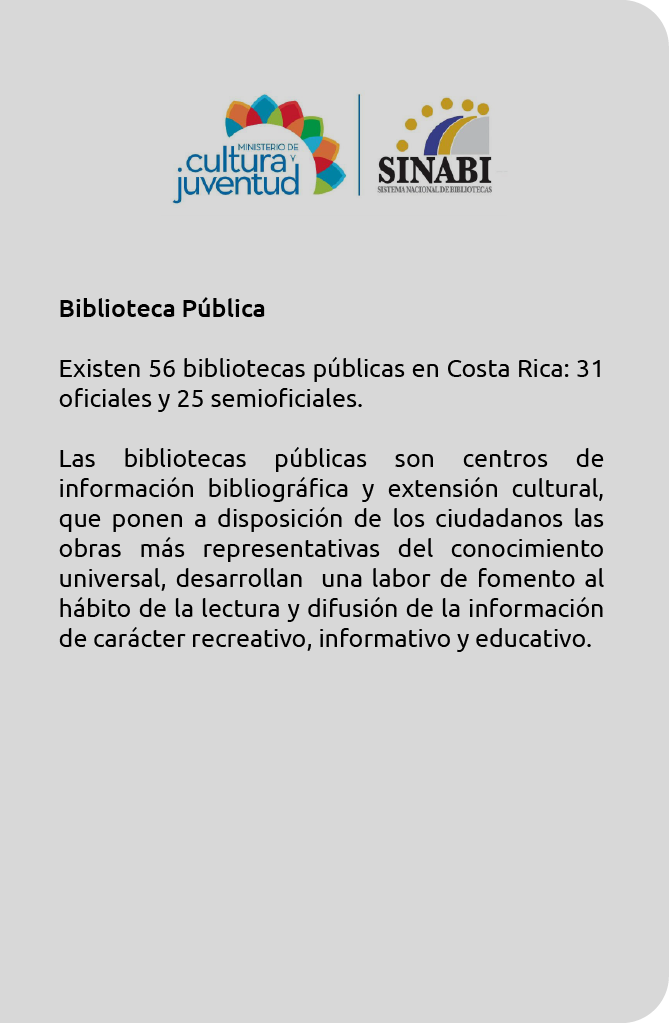 MINISTERIO DE
cultura y
juventud
SINABI
SISTEMA NACIONAL DE BIBLIOTECAS
Biblioteca Pública
Existen 56 bibliotecas públicas en Costa Rica: 31
oficiales y 25 semioficiales.
Las bibliotecas públicas son centros de
información bibliográfica y extensión cultural,
que ponen a disposición de los ciudadanos las
obras más representativas del conocimiento
universal, desarrollan  una labor de fomento al
hábito de la lectura y difusión de la información
de carácter recreativo, informativo y educativo.